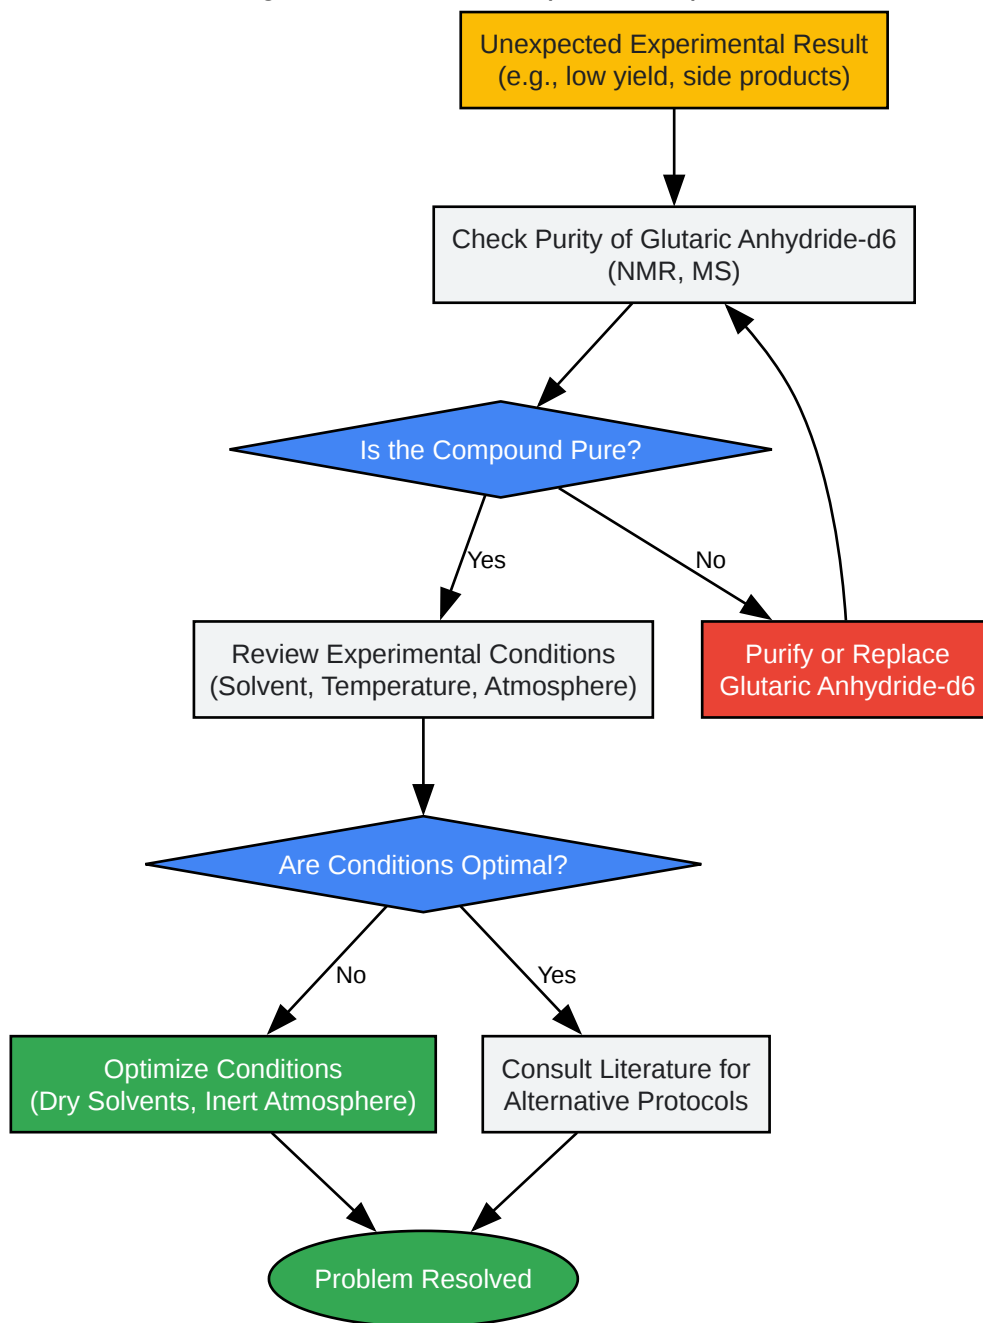 Unexpected Experimental Result
(e.g., low yield, side products)
Check Purity of Glutaric Anhydride-d6
(NMR, MS)
Is the Compound Pure?
Yes
No
Review Experimental Conditions
(Solvent, Temperature, Atmosphere)
Purify or Replace
Glutaric Anhydride-d6
Are Conditions Optimal?
No
Yes
Optimize Conditions
(Dry Solvents, Inert Atmosphere)
Consult Literature for
Alternative Protocols
Problem Resolved